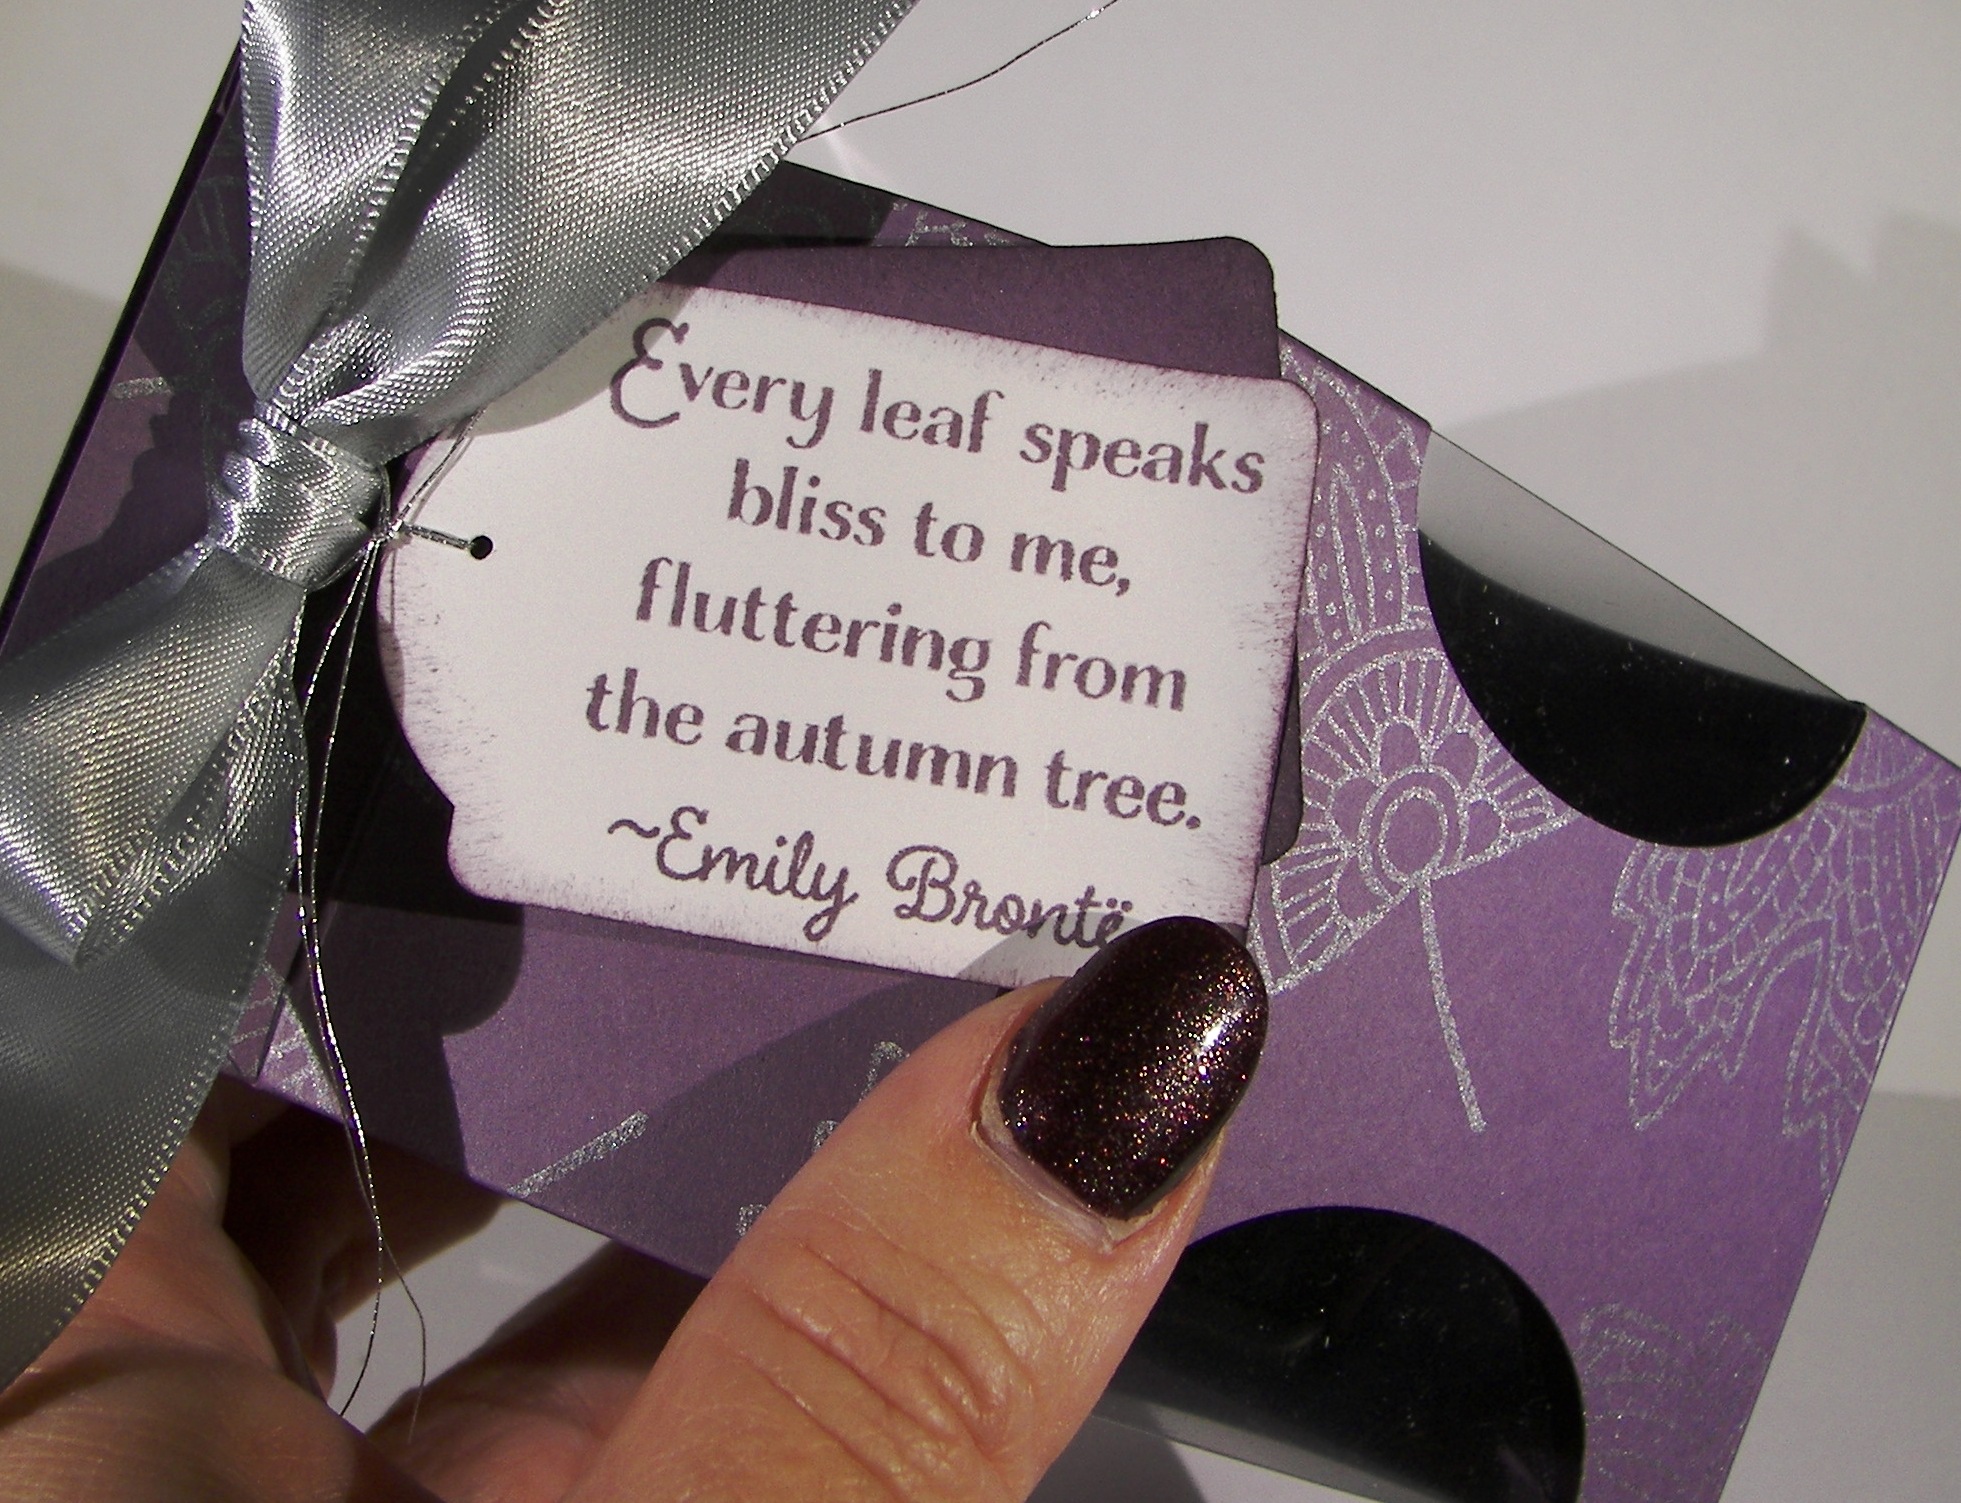 Every leaf speaks
bliss to me,
fluttering from
the autumn tree.
~Emily Brontë